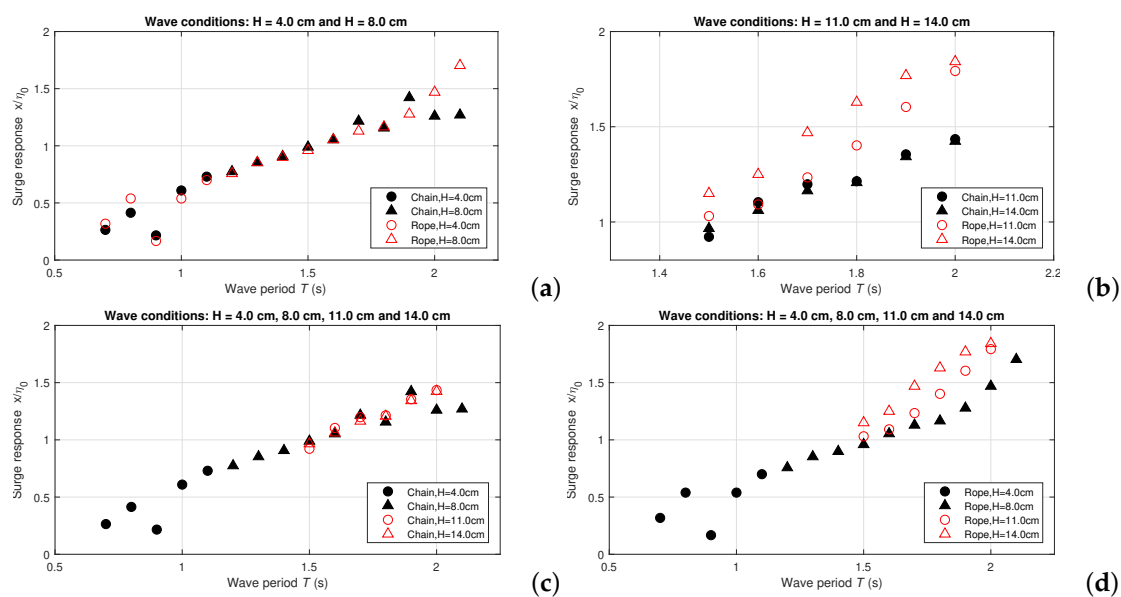 Wave conditions: H = 4.0 cm and H = 8.0 cm
2
1.5
1
0.5
0
Surge response x/η0
Chain,H=4.0cm
Chain,H=8.0cm
Rope,H=4.0cm
Rope,H=8.0cm
0.5 1 1.5 2
Wave period T (s)
(a)
Wave conditions: H = 11.0 cm and H = 14.0 cm
2
1.5
1
Surge response x/η0
Chain,H=11.0cm
Chain,H=14.0cm
Rope,H=11.0cm
Rope,H=14.0cm
1.4 1.6 1.8 2 2.2
Wave period T (s)
(b)
Wave conditions: H = 4.0 cm, 8.0 cm, 11.0 cm and 14.0 cm
2
1.5
1
0.5
0
Surge response x/η0
Chain,H=4.0cm
Chain,H=8.0cm
Chain,H=11.0cm
Chain,H=14.0cm
0.5 1 1.5 2
Wave period T (s)
(c)
Wave conditions: H = 4.0 cm, 8.0 cm, 11.0 cm and 14.0 cm
2
1.5
1
0.5
0
Surge response x/η0
Rope,H=4.0cm
Rope,H=8.0cm
Rope,H=11.0cm
Rope,H=14.0cm
0.5 1 1.5 2
Wave period T (s)
(d)